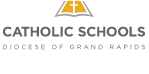 CATHOLIC SCHOOLS
DIOCESE OF GRAND RAPIDS